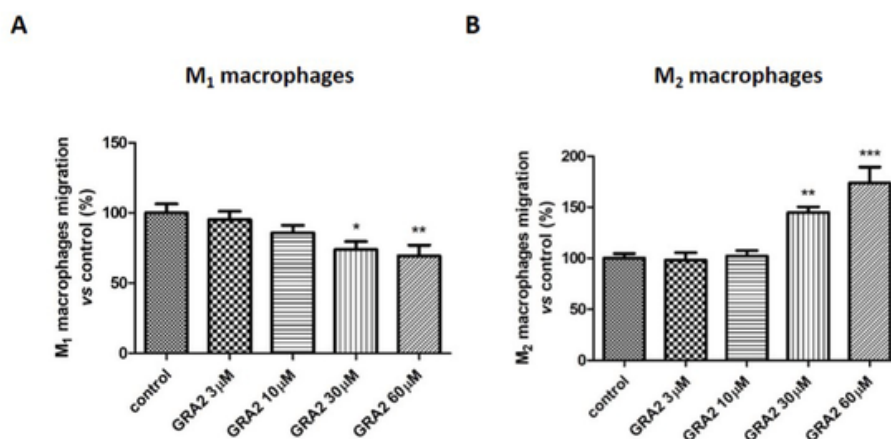 A
M₁ macrophages
M₁ macrophages migration
vs control (%)
150
100
50
0
*
**
control
GRA2 3μM
GRA2 10μM
GRA2 30μM
GRA2 60μM
B
M₂ macrophages
M₂ macrophages migration
vs control (%)
200
150
100
50
0
**
***
control
GRA2 3μM
GRA2 10μM
GRA2 30μM
GRA2 60μM